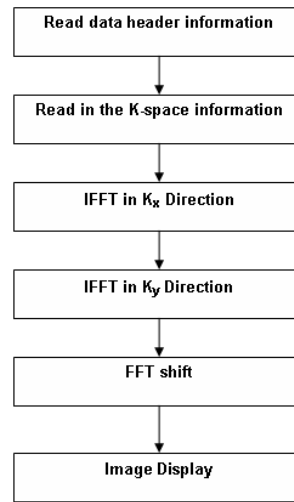 Read data header information
Read in the K-space information
IFFT in Kx Direction
IFFT in Ky Direction
FFT shift
Image Display